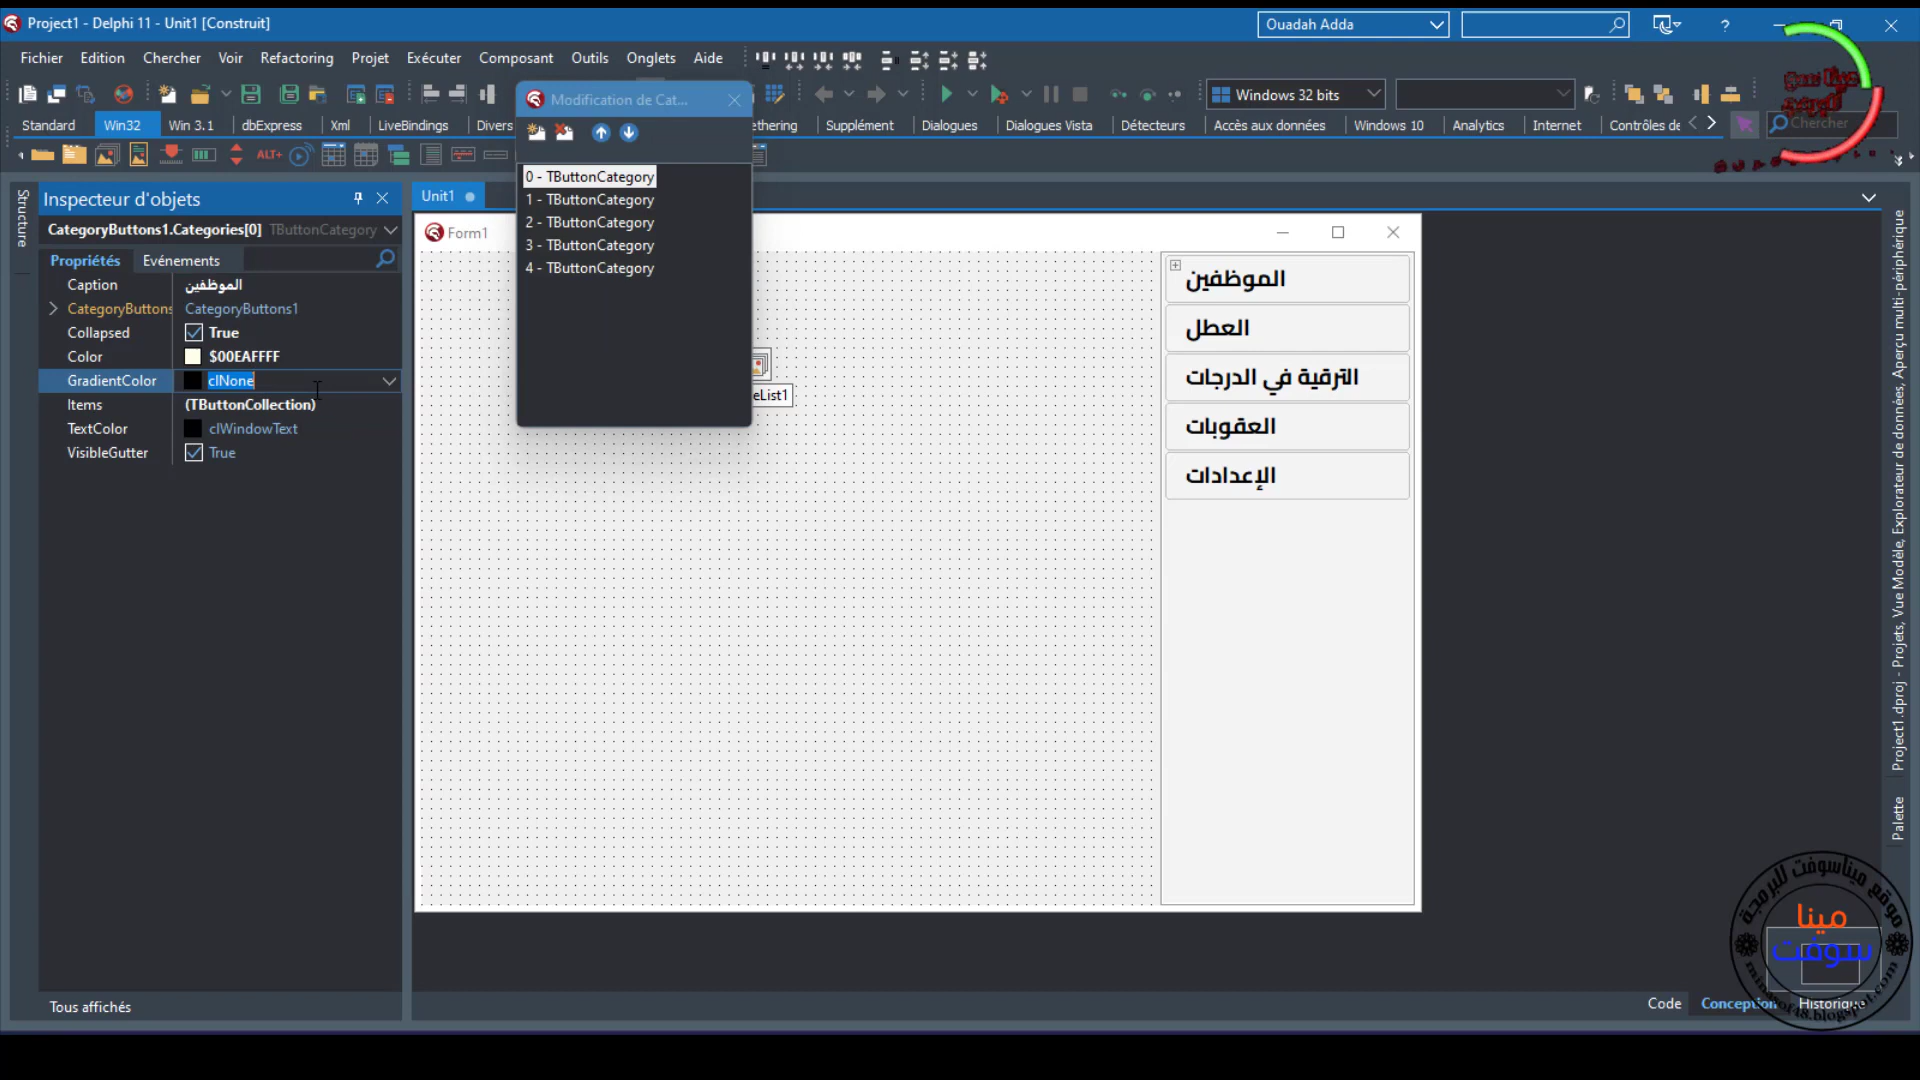 Project1 - Delphi 11 - Unit1 [Construit]
Ouadah Adda
?
Fichier Edition Chercher Voir Refactoring Projet Exécuter Composant Outils Onglets Aide
Windows 32 bits
Modification de Cat...
Standard Win32 Win 3.1 dbExpress Xml LiveBindings Divers ethering Supplément Dialogues Dialogues Vista Détecteurs Accès aux données Windows 10 Analytics Internet Contrôles de Chercher
ALT+
Structure
Inspecteur d'objets
CategoryButtons1.Categories[0] TButtonCategory
Propriétés Evénements
Caption الموظفين
CategoryButtons CategoryButtons1
Collapsed True
Color $00EAFFFF
GradientColor clNone
Items (TButtonCollection)
TextColor clWindowText
VisibleGutter True
Tous affichés
0 - TButtonCategory
1 - TButtonCategory
2 - TButtonCategory
3 - TButtonCategory
4 - TButtonCategory
Unit1
Form1
eList1
الموظفين
العطل
الترقية في الدرجات
العقوبات
الإعدادات
Project1.dproj - Projets, Vue Modèle, Explorateur de données, Aperçu multi-périphérique
Palette
Code Conception Historique
موقع ميناسوفت للبرمجة
مينا
سوفت